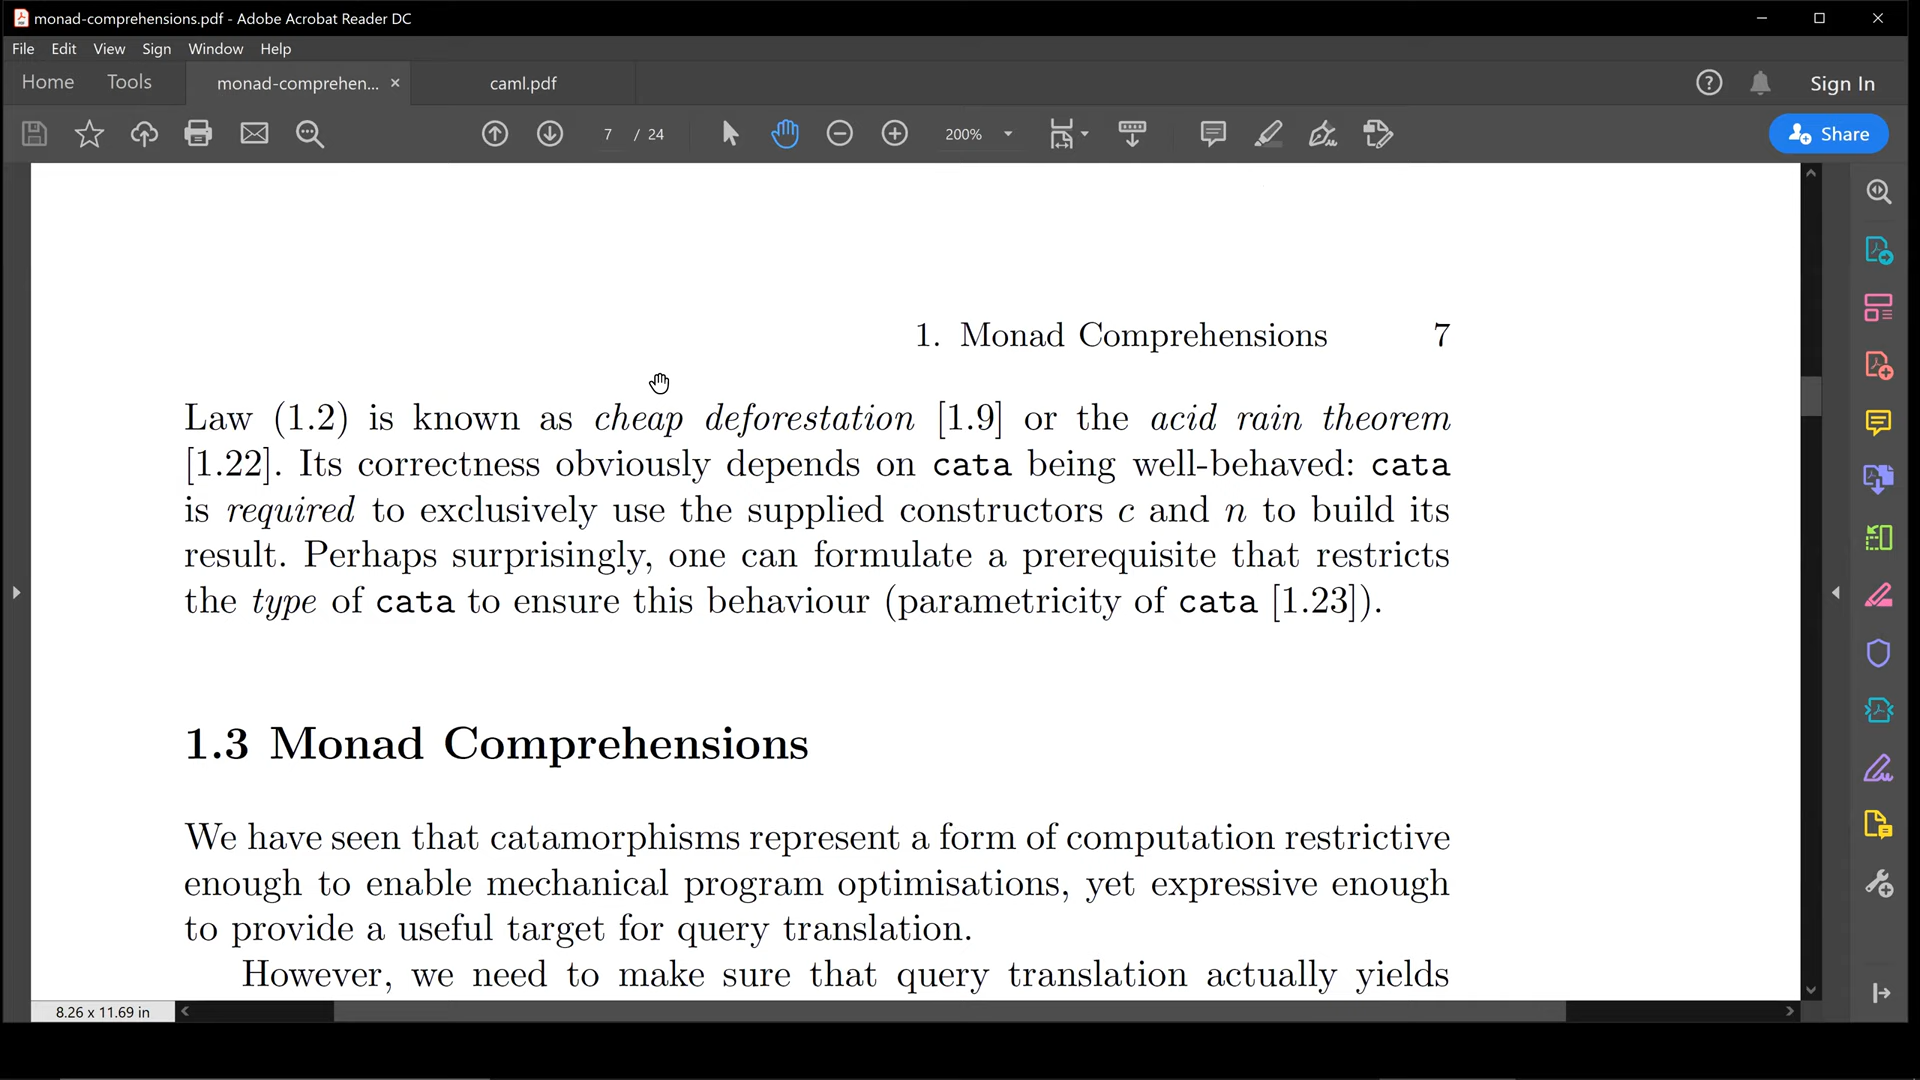 monad-comprehensions.pdf - Adobe Acrobat Reader DC
File Edit View Sign Window Help
Home Tools monad-comprehen... × caml.pdf Sign In
7 / 24 200% Share
1. Monad Comprehensions 7
Law (1.2) is known as cheap deforestation [1.9] or the acid rain theorem
[1.22]. Its correctness obviously depends on cata being well-behaved: cata
is required to exclusively use the supplied constructors c and n to build its
result. Perhaps surprisingly, one can formulate a prerequisite that restricts
the type of cata to ensure this behaviour (parametricity of cata [1.23]).
1.3 Monad Comprehensions
We have seen that catamorphisms represent a form of computation restrictive
enough to enable mechanical program optimisations, yet expressive enough
to provide a useful target for query translation.
However, we need to make sure that query translation actually yields
8.26 x 11.69 in